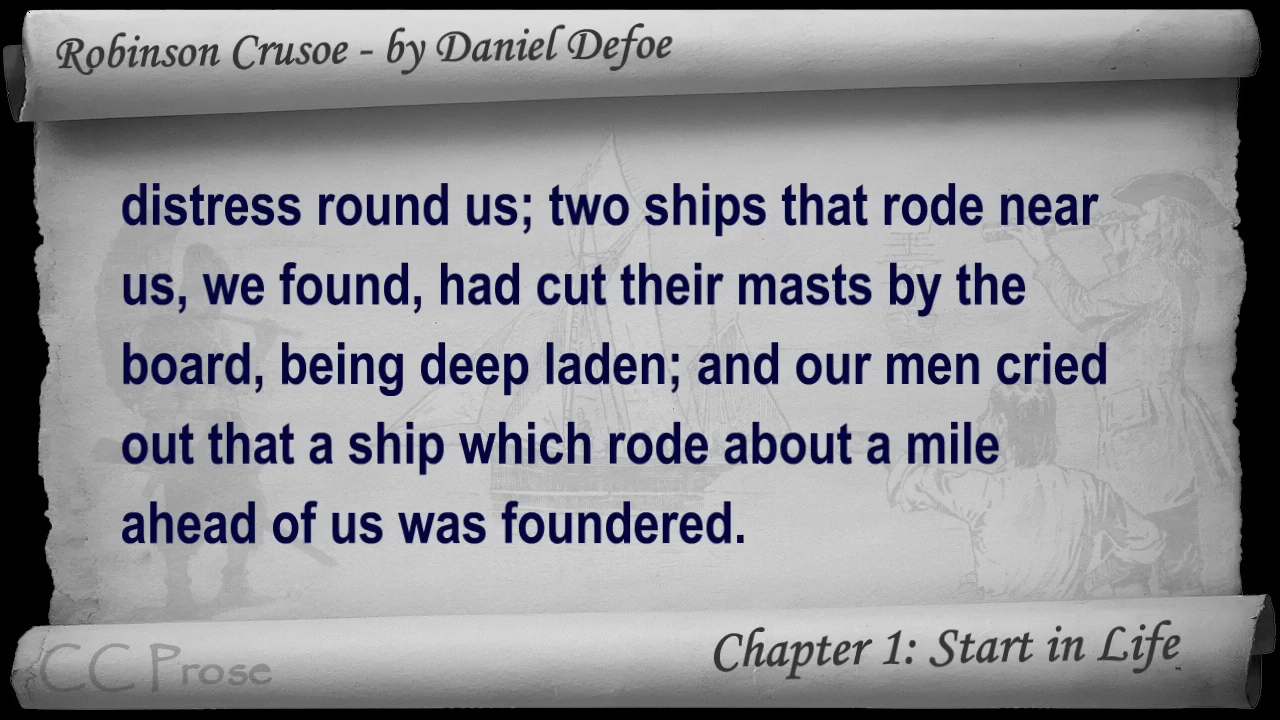 Robinson Crusoe - by Daniel Defoe
distress round us; two ships that rode near
us, we found, had cut their masts by the
board, being deep laden; and our men cried
out that a ship which rode about a mile
ahead of us was foundered.
Chapter 1: Start in Life
CC Prose